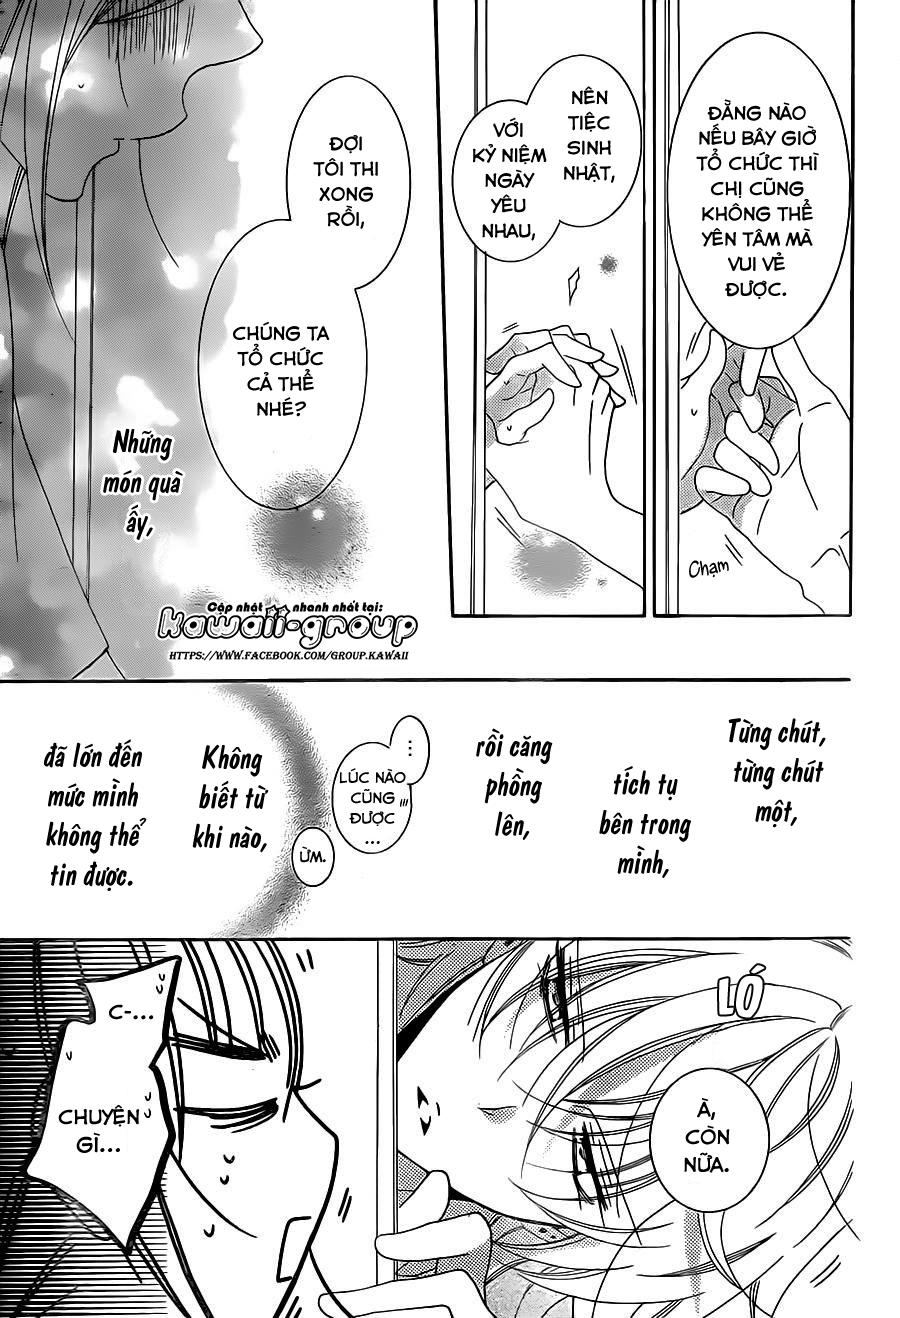 ĐẰNG NÀO
NẾU BÂY GIỜ
TỔ CHỨC THÌ
CHỊ CŨNG
KHÔNG THỂ
YÊN TÂM MÀ
VUI VẺ
ĐƯỢC.
Chạm
NÊN
TIỆC
SINH
NHẬT,
VỚI
KỶ NIỆM
NGÀY
YÊU
NHAU,
ĐỢI
TÔI THI
XONG
RỒI,
CHÚNG TA
TỔ CHỨC
CẢ THỂ
NHÉ?
Những
món quà
ấy,
Cập nhật nhanh nhất tại:
kawaii-group
HTTPS://WWW.FACEBOOK.COM/GROUP.KAWAII
Từng chút,
từng chút
một,
tích tụ
bên trong
mình,
rồi căng
phồng
lên,
...
LÚC NÀO
CŨNG
ĐƯỢC
...
ỪM.
Không
biết từ
khi nào,
đã lớn đến
mức mình
không thể
tin được.
LÓ
À,
CÒN
NỮA.
C-...
CHUYỆN
GÌ...